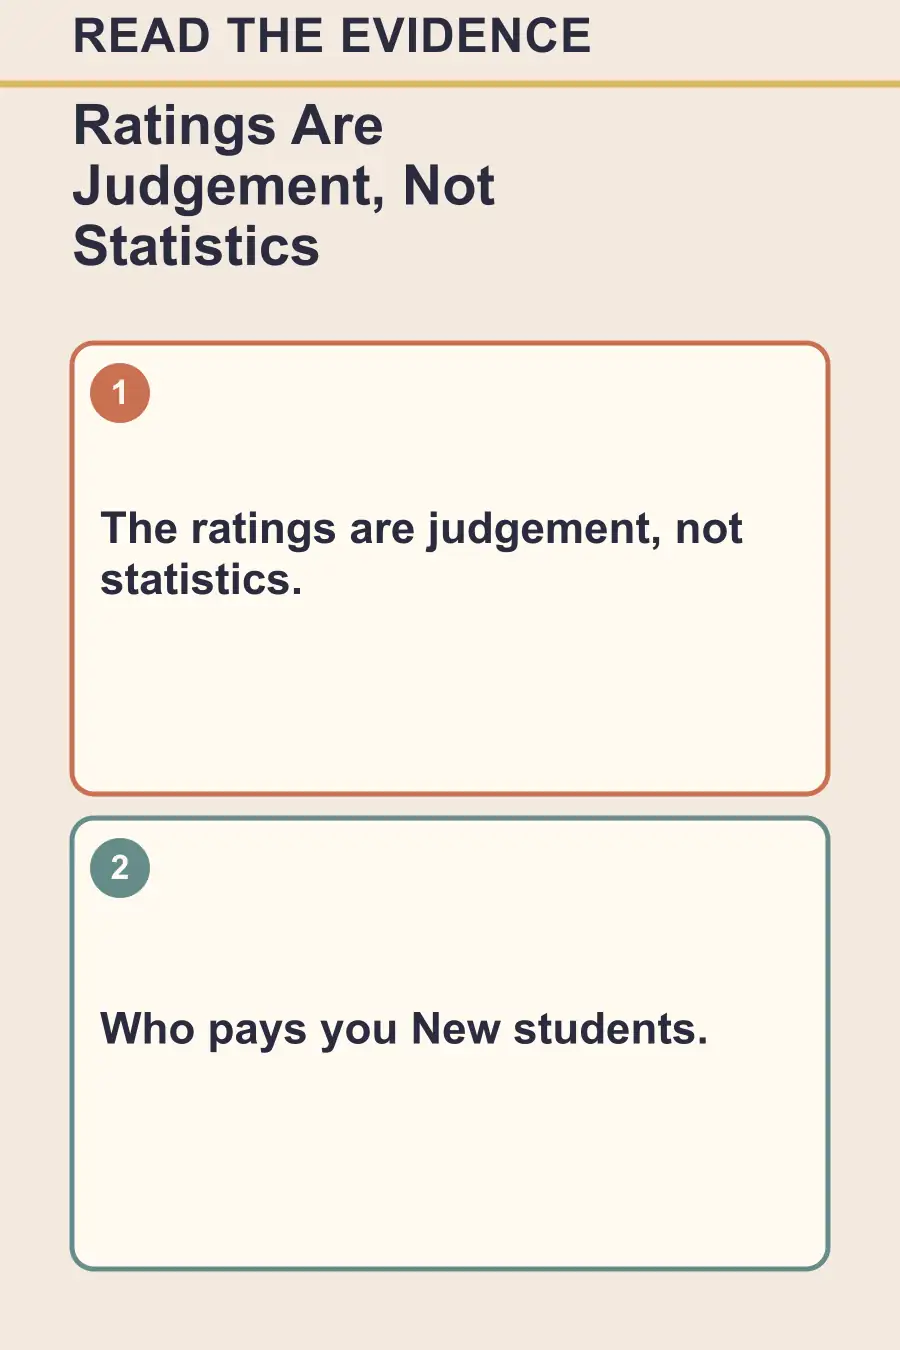 READ THE EVIDENCE
Ratings Are
Judgement, Not
Statistics
1
The ratings are judgement, not
statistics.
2
Who pays you New students.